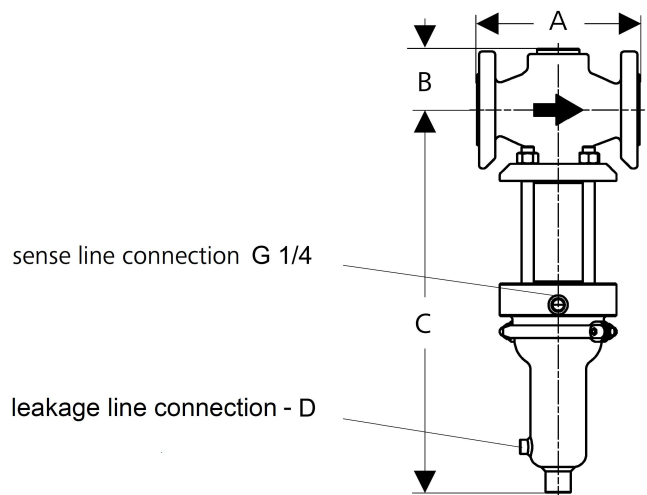 A
B
sense line connection G 1/4
C
leakage line connection - D